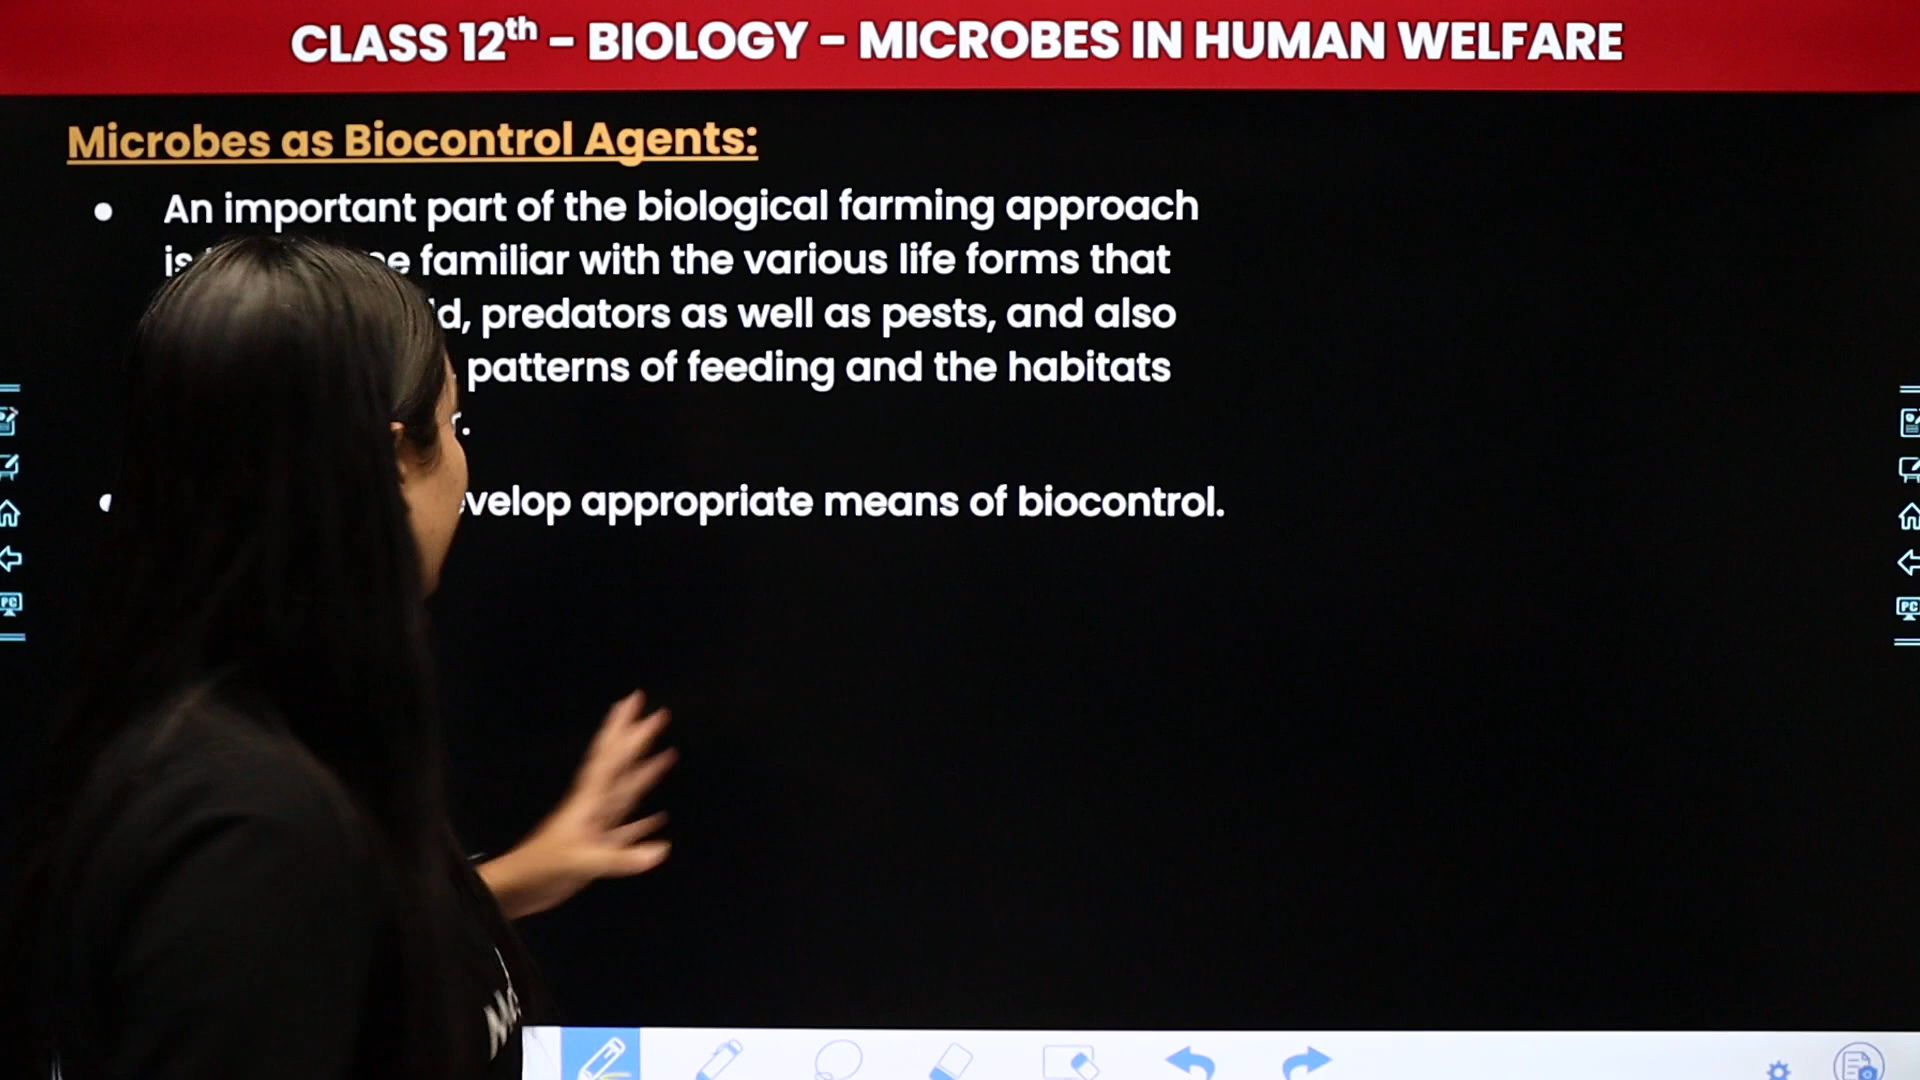 CLASS 12th - BIOLOGY - MICROBES IN HUMAN WELFARE
Microbes as Biocontrol Agents:
• An important part of the biological farming approach
familiar with the various life forms that
predators as well as pests, and also
patterns of feeding and the habitats
appropriate means of biocontrol.
PC
PC